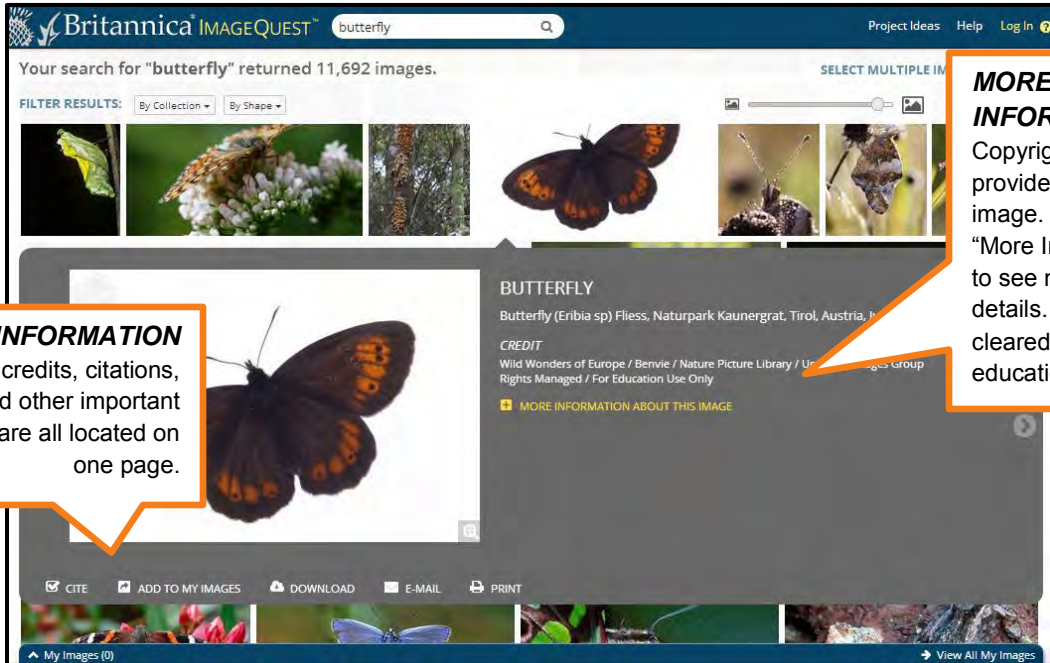 Britannica® IMAGEQUEST™
butterfly
Project Ideas Help Log In
Your search for "butterfly" returned 11,692 images.
SELECT MULTIPLE
FILTER RESULTS: By Collection By Shape
MORE
Copyrig
provide
image.
“More
to see
details.
cleared
educati
BUTTERFLY
Butterfly (Eribia sp) Fliess, Naturpark Kaunergrat, Tirol, Austria,
CREDIT
Wild Wonders of Europe / Benvie / Nature Picture Library / Group
Rights Managed / For Education Use Only
MORE INFORMATION ABOUT THIS IMAGE
INFORMATION
credits, citations,
other important
are all located on
one page.
CITE ADD TO MY IMAGES DOWNLOAD E-MAIL PRINT
My Images (0)
View All My Images